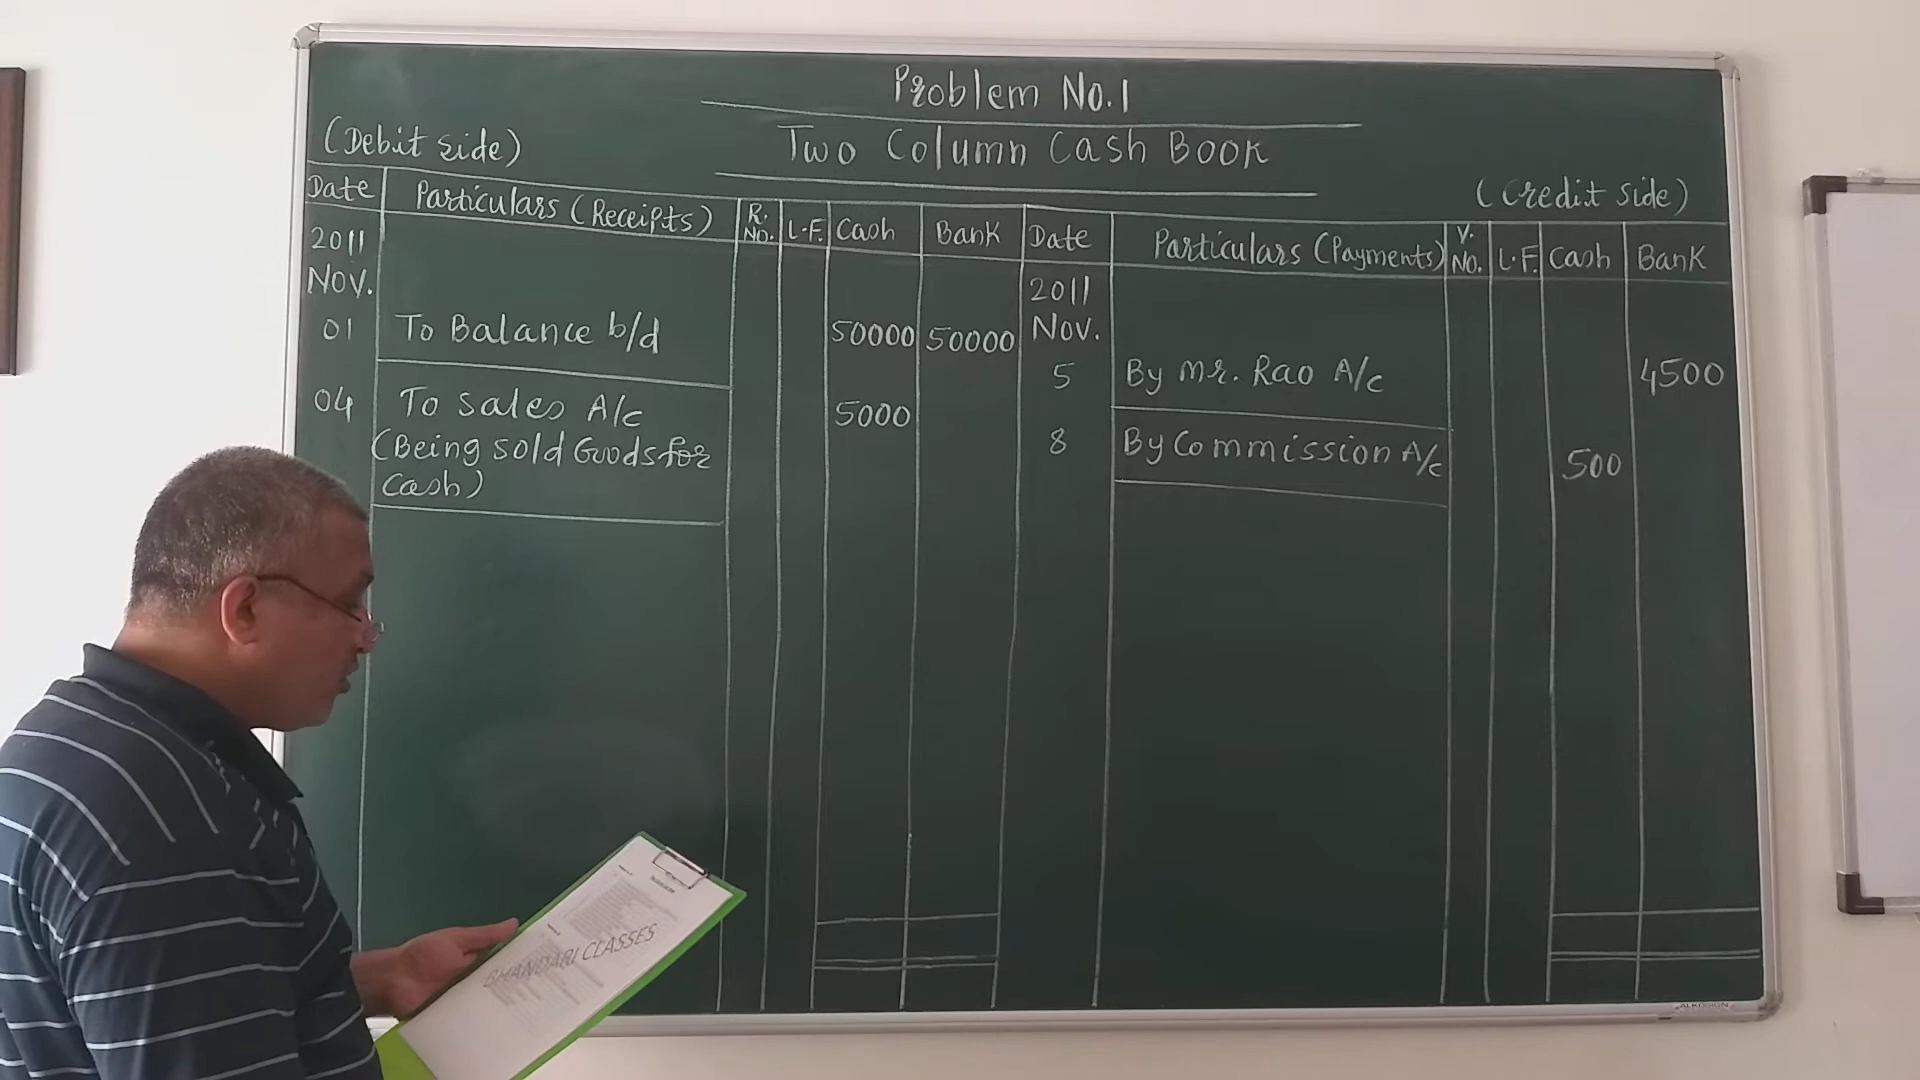 Problem No.1
Two Column Cash Book
(Debit side)
(Credit side)
Date Particulars (Receipts) R. No. L.F. Cash Bank Date Particulars (Payments) V. No. L.F. Cash Bank
2011
Nov.
01 To Balance b/d 50000 50000
04 To Sales A/c 5000
(Being sold Goods for
Cash)
2011
Nov.
5 By Mr. Rao A/c 4500
8 By Commission A/c 500
BHANDARI CLASSES
ALKOSIGN